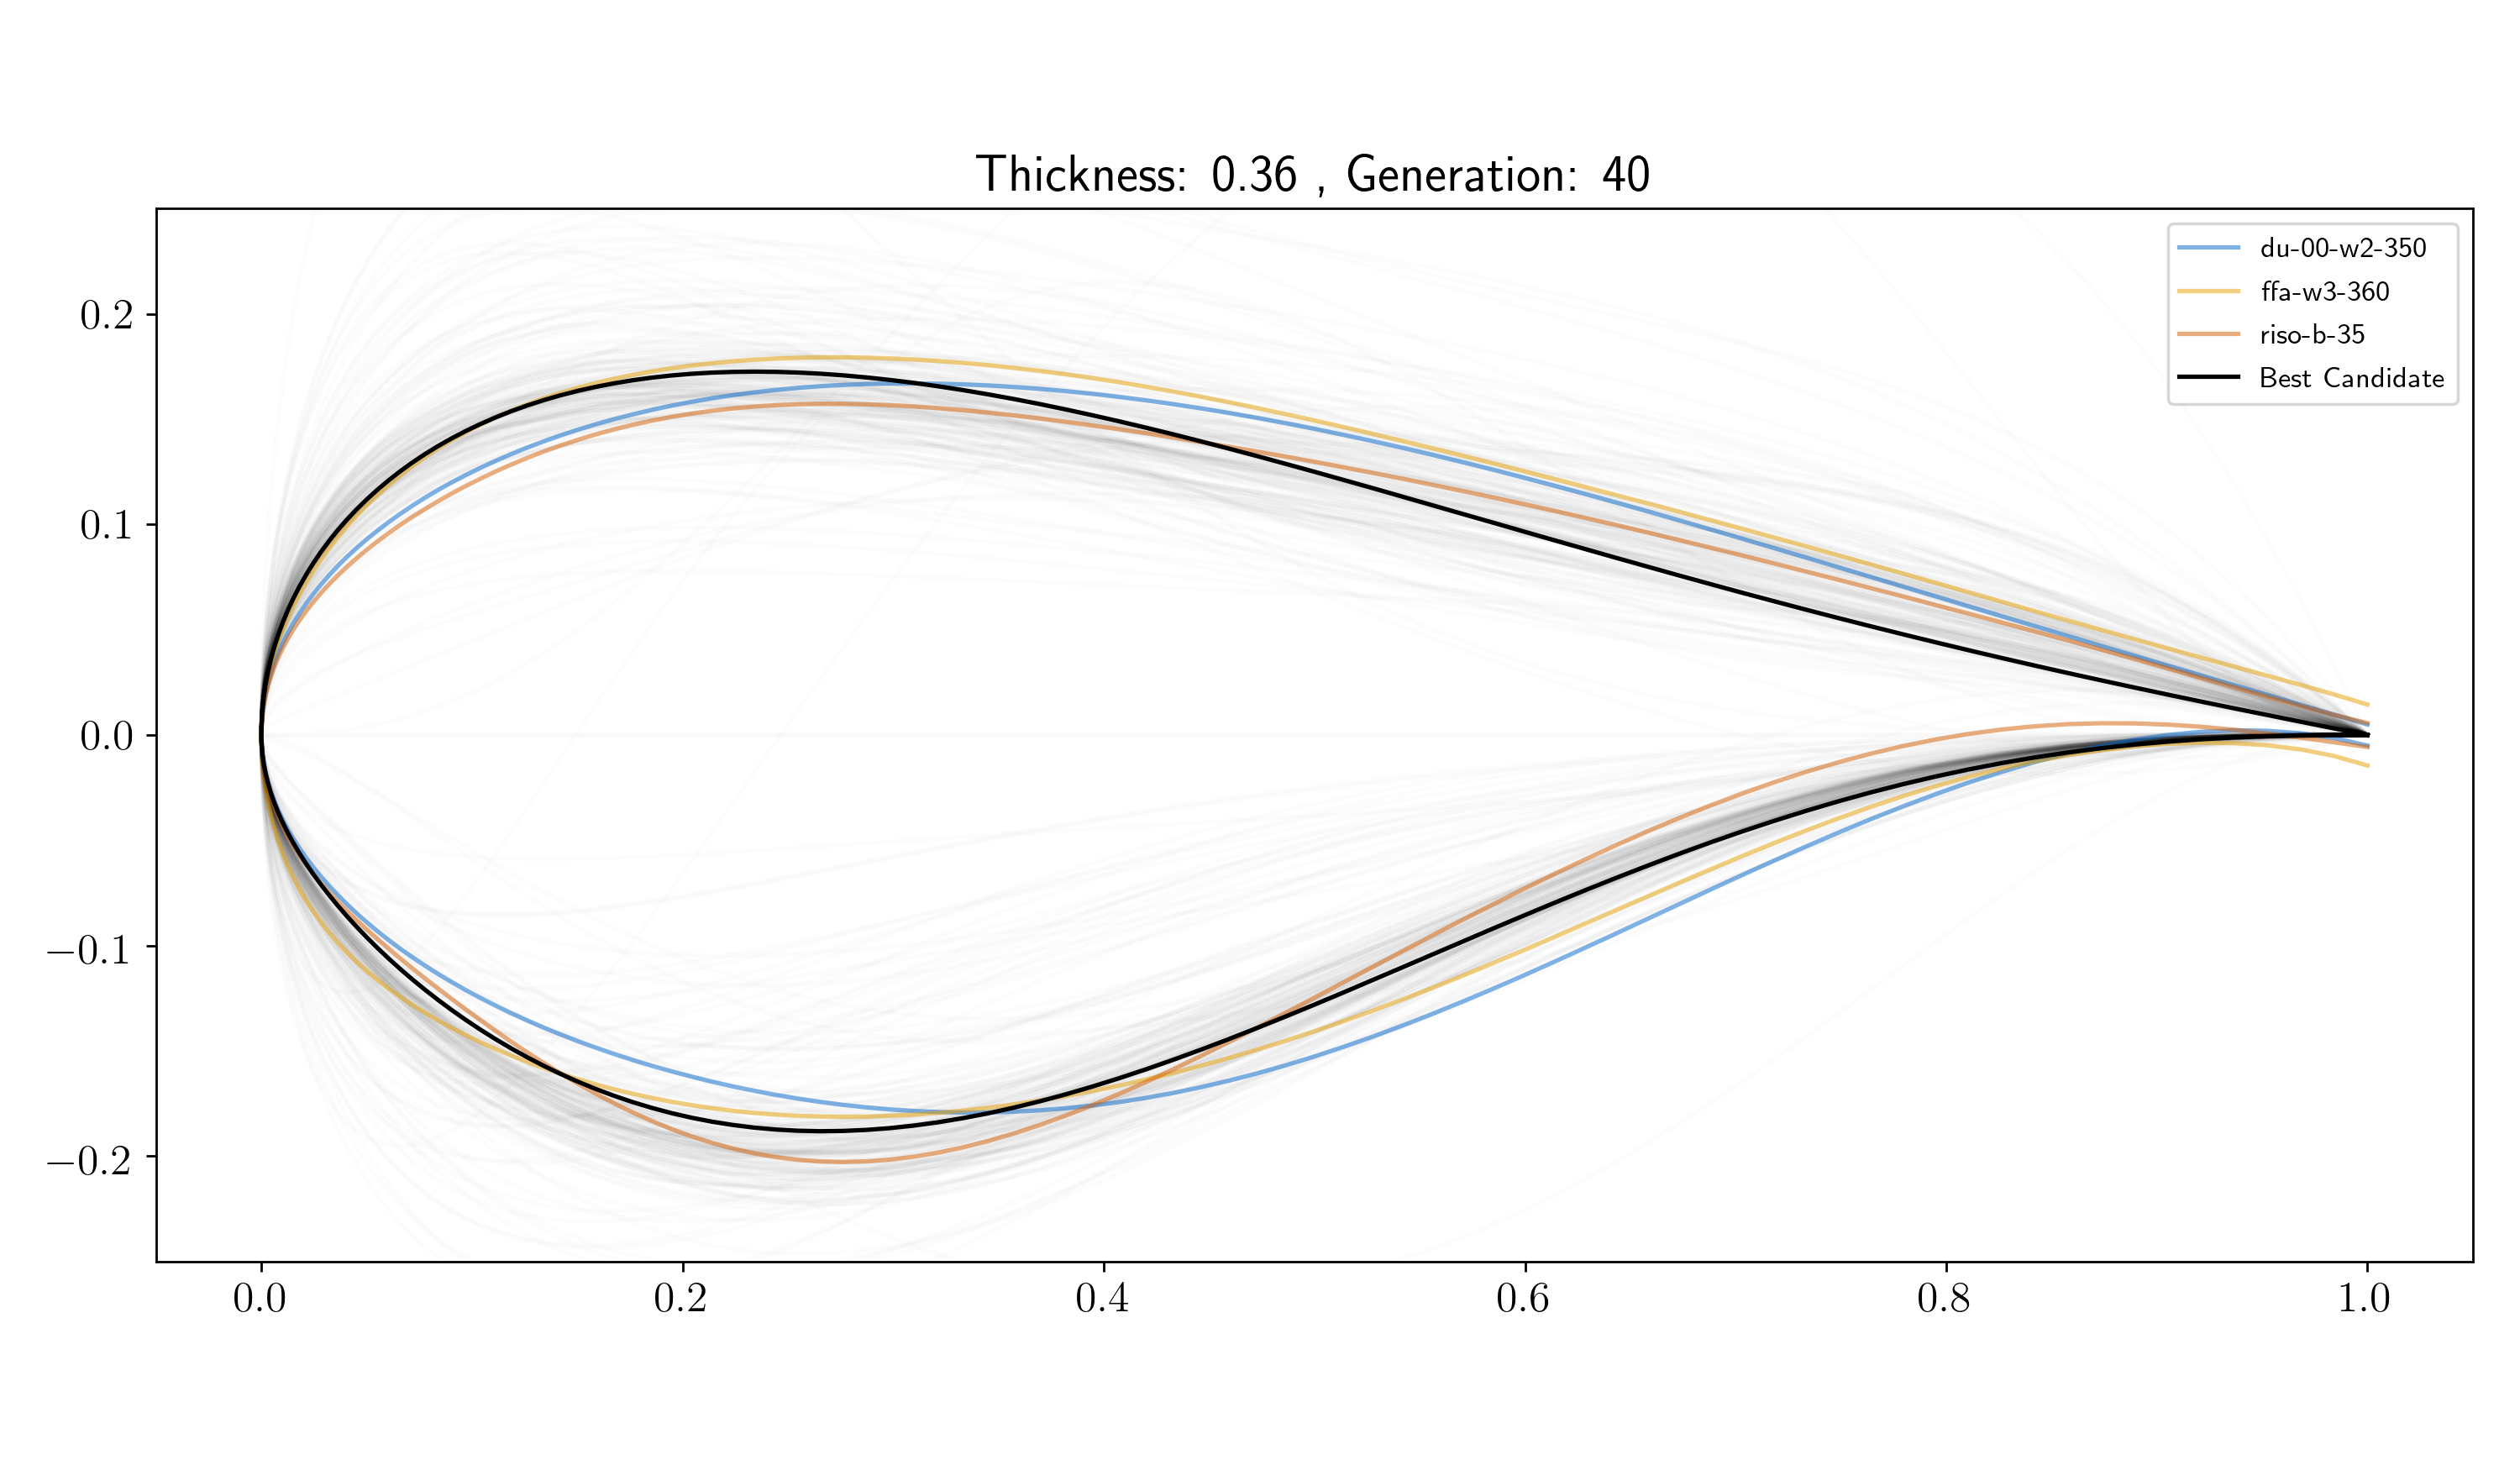 Thickness: 0.36 , Generation: 40
du-00-w2-350
ffa-w3-360
riso-b-35
Best Candidate
0.2
0.1
0.0
−0.1
−0.2
0.0 0.2 0.4 0.6 0.8 1.0